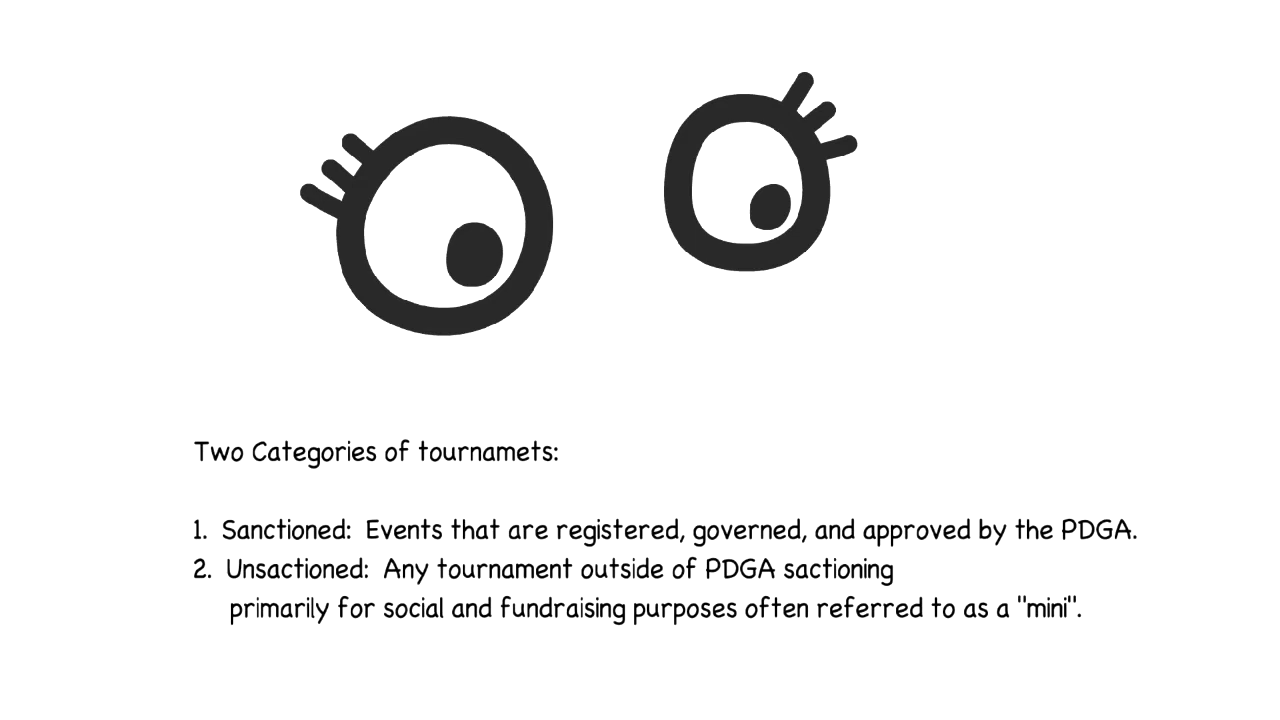 Two Categories of tournamets:
1. Sanctioned: Events that are registered, governed, and approved by the PDGA.
2. Unsactioned: Any tournament outside of PDGA sactioning
primarily for social and fundraising purposes often referred to as a "mini".